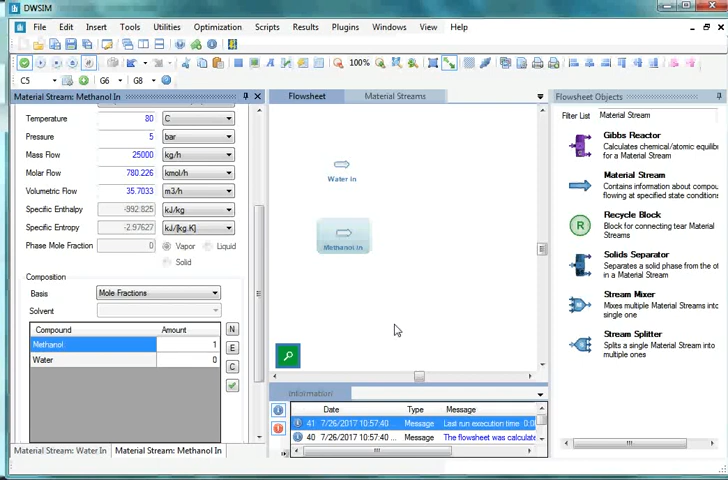 DWSIM
File Edit Insert Tools Utilities Optimization Scripts Results Plugins Windows View Help
100%
C5 G6 G8
Material Stream: Methanol In
Flowsheet Material Streams
Flowsheet Objects
Temperature 80 C
Pressure 5 bar
Mass Flow 25000 kg/h
Molar Flow 780.226 kmol/h
Volumetric Flow 35.7033 m3/h
Specific Enthalpy -992.825 kJ/kg
Specific Entropy -2.97627 kJ/[kg.K]
Phase Mole Fraction 0 Vapor Liquid
Solid
Composition
Basis Mole Fractions
Solvent
Compound Amount
Methanol 1
Water 0
N
E
C
Material Stream: Water In Material Stream: Methanol In
Water In
Methanol In
Information
Date Type Message
41 7/26/2017 10:57:40 ... Message Last run execution time: 0:0
40 7/26/2017 10:57:40 ... Message The flowsheet was calculate
Filter List Material Stream
Gibbs Reactor
Calculates chemical/atomic equilib
for a Material Stream
Material Stream
Contains information about compou
flowing at specified state conditions
Recycle Block
R
Block for connecting tear Material
Streams
Solids Separator
Separates a solid phase from the ot
in a Material Stream
Stream Mixer
Mixes multiple Material Streams into
single one
Stream Splitter
Splits a single Material Stream into
multiple ones